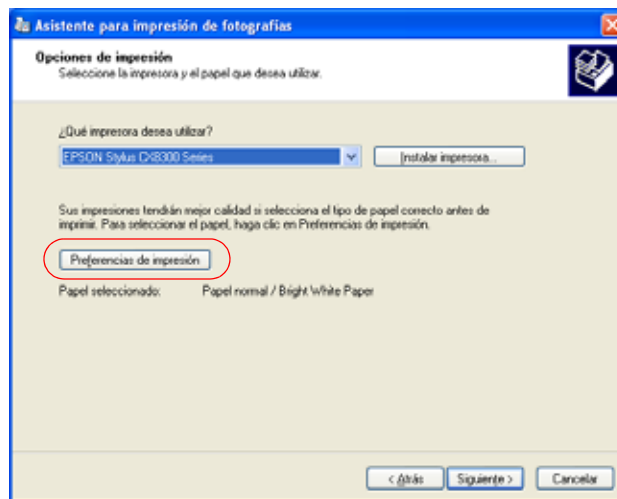 Asistente para impresión de fotografías
Opciones de impresión
Seleccione la impresora y el papel que desea utilizar.
¿Qué impresora desea utilizar?
EPSON Stylus CX8300 Series
Instalar impresora...
Sus impresiones tendrán mejor calidad si selecciona el tipo de papel correcto antes de
imprimir. Para seleccionar el papel, haga clic en Preferencias de impresión.
Preferencias de impresión
Papel seleccionado: Papel normal / Bright White Paper
< Atrás Siguiente > Cancelar